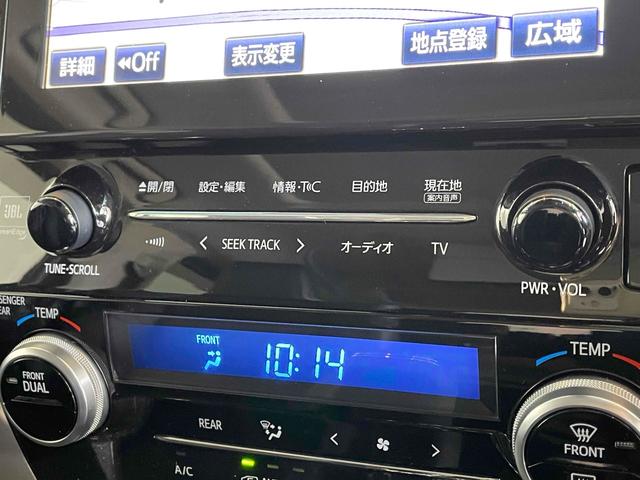 詳細 ◀◀Off 表示変更 地点登録 広域
▲開/閉 設定・編集 情報・TOC 目的地 現在地
案内音声
JBL
< SEEK TRACK > オーディオ TV
TUNE・SCROLL PWR・VOL
TEMP TEMP
FRONT
10:14
FRONT
DUAL
REAR < >
FRONT
A/C